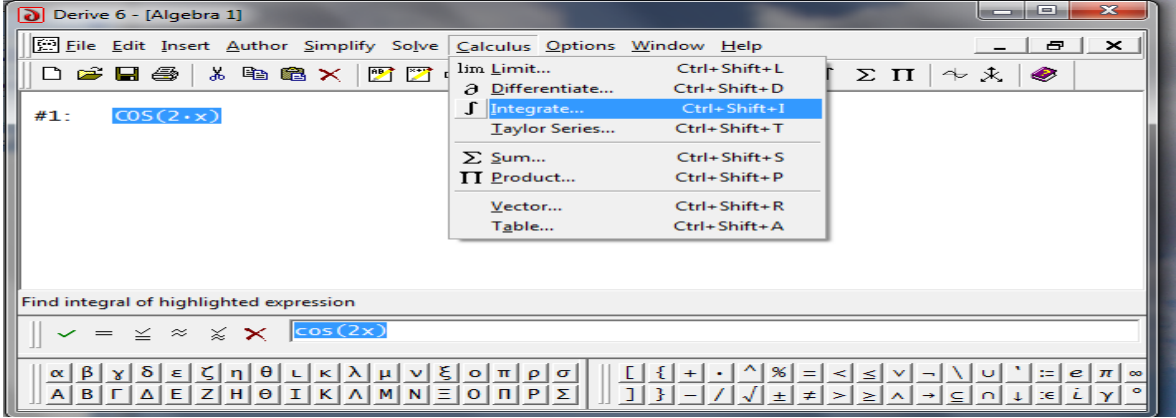 Derive 6 - [Algebra 1]
File Edit Insert Author Simplify Solve Calculus Options Window Help
lim Limit... Ctrl+Shift+L
∂ Differentiate... Ctrl+Shift+D
∫ Integrate... Ctrl+Shift+I
Taylor Series... Ctrl+Shift+T
∑ Sum... Ctrl+Shift+S
∏ Product... Ctrl+Shift+P
Vector... Ctrl+Shift+R
Table... Ctrl+Shift+A
Σ Π
#1: COS(2·x)
Find integral of highlighted expression
cos(2x)
α β γ δ ε ζ η θ ι κ λ μ ν ξ ο π ρ σ [ { + · ^ % = < ≤ ∨ ¬ \ ∪ ` := e π ∞
Α Β Γ Δ Ε Ζ Η Θ Ι Κ Λ Μ Ν Ξ Ο Π Ρ Σ ] } - / √ ± ≠ > ≥ ∧ → ⊆ ∩ ↓ :∈ i γ °